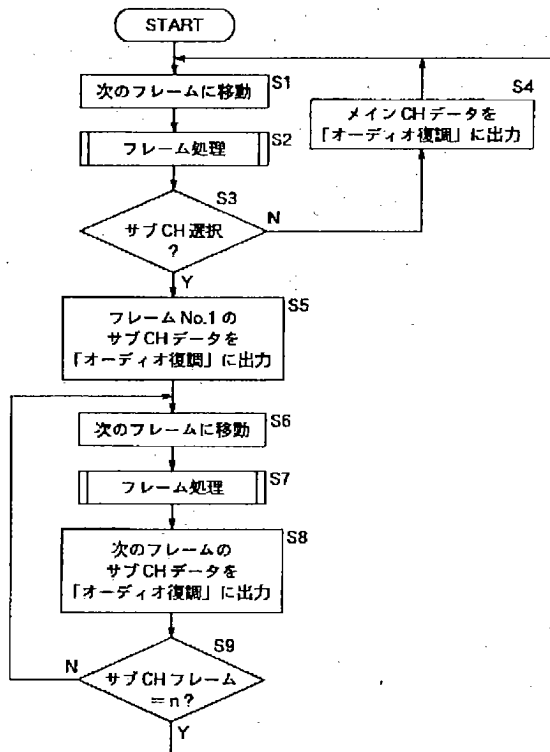 START
次のフレームに移動
S1
フレーム処理
S2
S3
サブCH選択
?
N
Y
S4
メインCHデータを
「オーディオ復調」に出力
S5
フレームNo.1の
サブCHデータを
「オーディオ復調」に出力
S6
次のフレームに移動
S7
フレーム処理
S8
次のフレームの
サブCHデータを
「オーディオ復調」に出力
S9
サブCHフレーム
=n?
N
Y